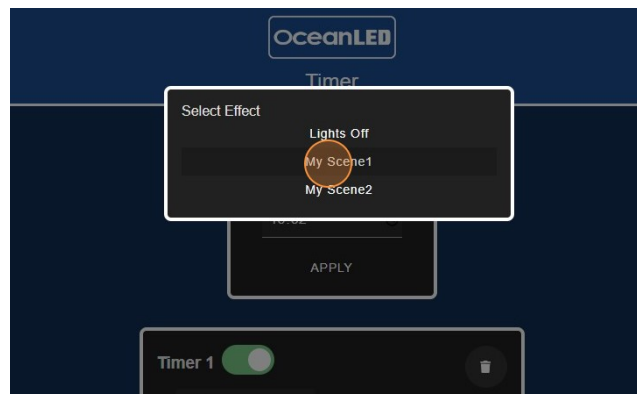 OceanLED
Timer
Select Effect
Lights Off
My Scene1
My Scene2
APPLY
Timer 1